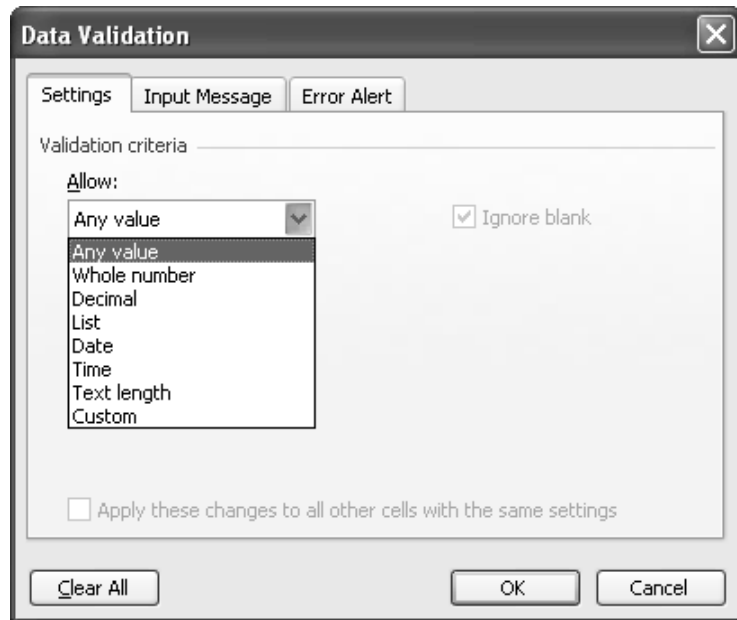 Data Validation
Settings Input Message Error Alert
Validation criteria
Allow:
Any value Ignore blank
Any value
Whole number
Decimal
List
Date
Time
Text length
Custom
Apply these changes to all other cells with the same settings
Clear All OK Cancel